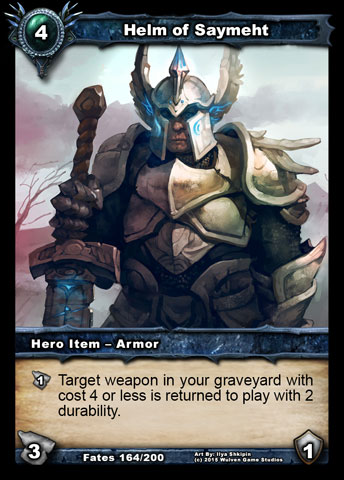 4 Helm of Saymeht
Hero Item – Armor
1 Target weapon in your graveyard with
cost 4 or less is returned to play with 2
durability.
3 Fates 164/200 1
Art By: Ilya Shkipin
(c) 2015 Wulven Game Studios